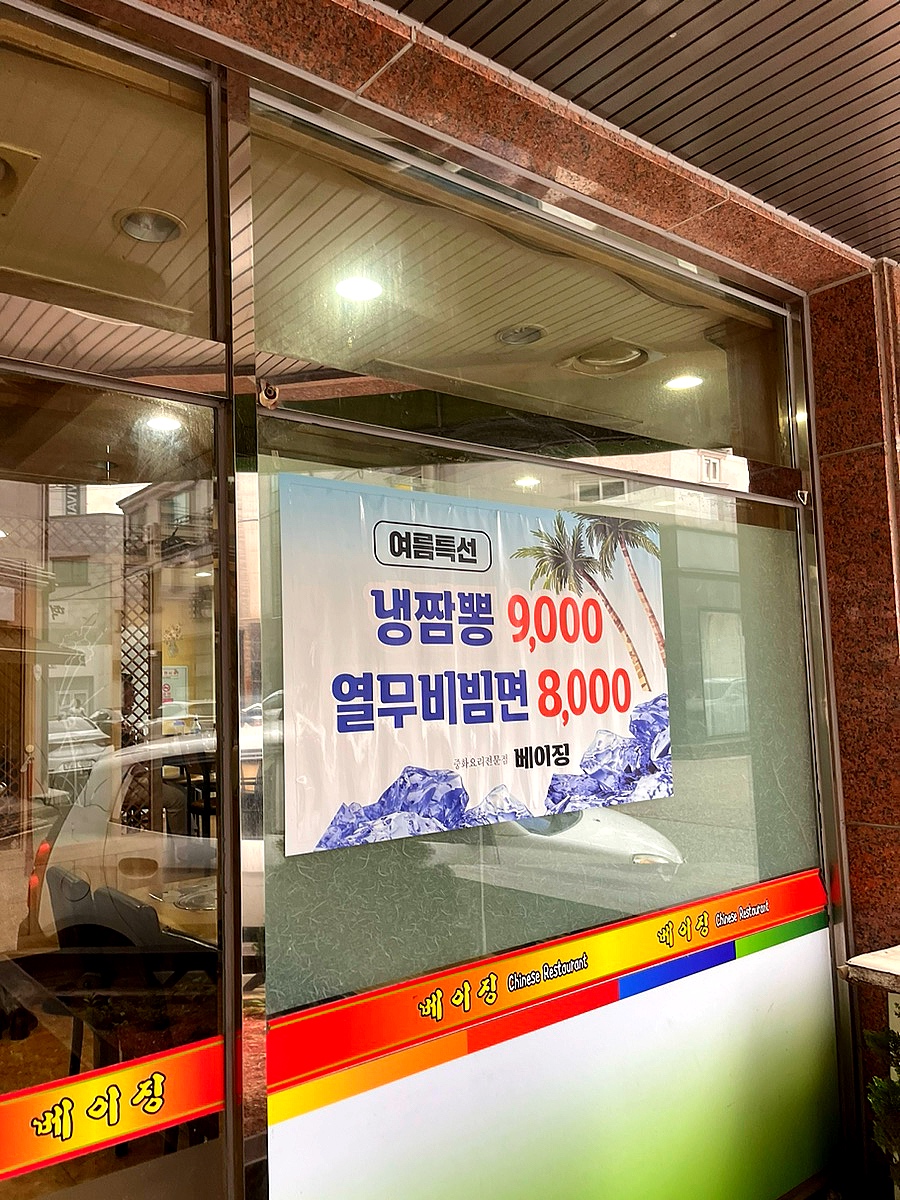 여름특선
냉짬뽕 9,000
열무비빔면 8,000
중화요리전문점 베이징
베이징 Chinese Restaurant
베이징 Chinese Restaurant
베이징